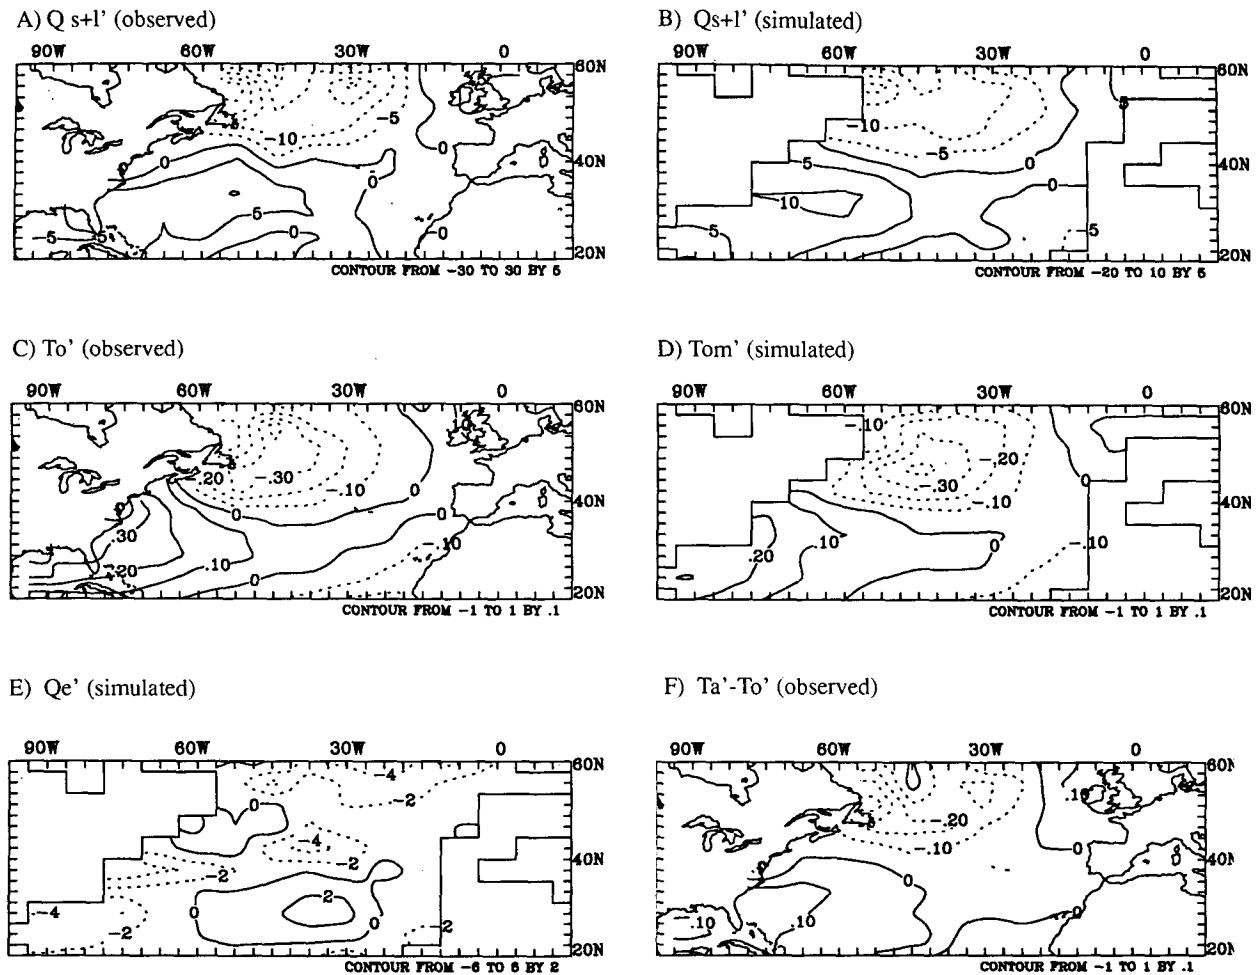 A) Q s+l' (observed)
90W 60W 30W 0
60N
-10
-5
0
0
40N
0
5
0
-5 -5
0
20N
CONTOUR FROM -30 TO 30 BY 5
B) Qs+l' (simulated)
90W 60W 30W 0
60N
5
-10
-5
0
40N
5
0
10
5
-5
20N
CONTOUR FROM -20 TO 10 BY 5
C) To' (observed)
90W 60W 30W 0
60N
.10
-.20
-.30
-.10
0
40N
0
0
.30
-.10
.20
.10
0
20N
CONTOUR FROM -1 TO 1 BY .1
D) Tom' (simulated)
90W 60W 30W 0
60N
-.10
-.20
-.30
0
-.10
40N
.20
.10
0
-.10
20N
CONTOUR FROM -1 TO 1 BY .1
E) Qe' (simulated)
90W 60W 30W 0
60N
-4
-2
0
-4
-2
40N
-2
2
-4
0
0
-2
-2
20N
CONTOUR FROM -6 TO 6 BY 2
F) Ta'-To' (observed)
90W 60W 30W 0
60N
.10
-.20
-.10
0
40N
0
.10
.10
0
20N
CONTOUR FROM -1 TO 1 BY .1